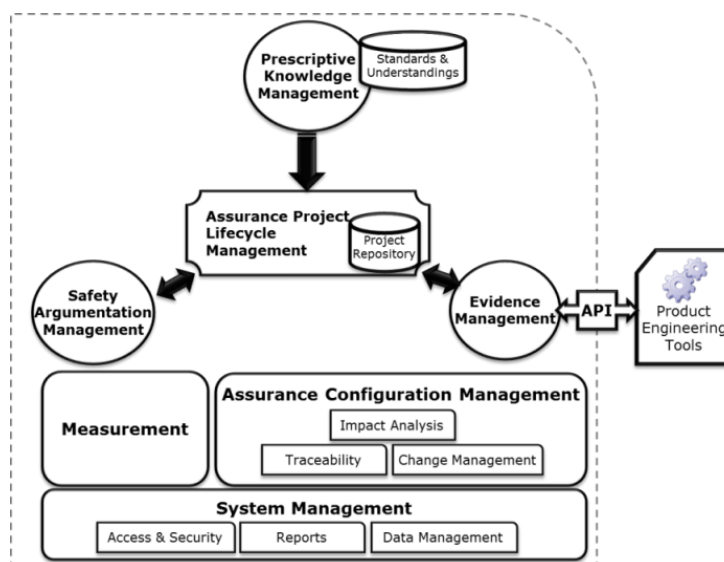 Prescriptive
Knowledge
Management
Standards &
Understandings
Assurance Project
Lifecycle
Management
Project
Repository
Safety
Argumentation
Management
Evidence
Management
API
Product
Engineering
Tools
Measurement
Assurance Configuration Management
Impact Analysis
Traceability
Change Management
System Management
Access & Security
Reports
Data Management